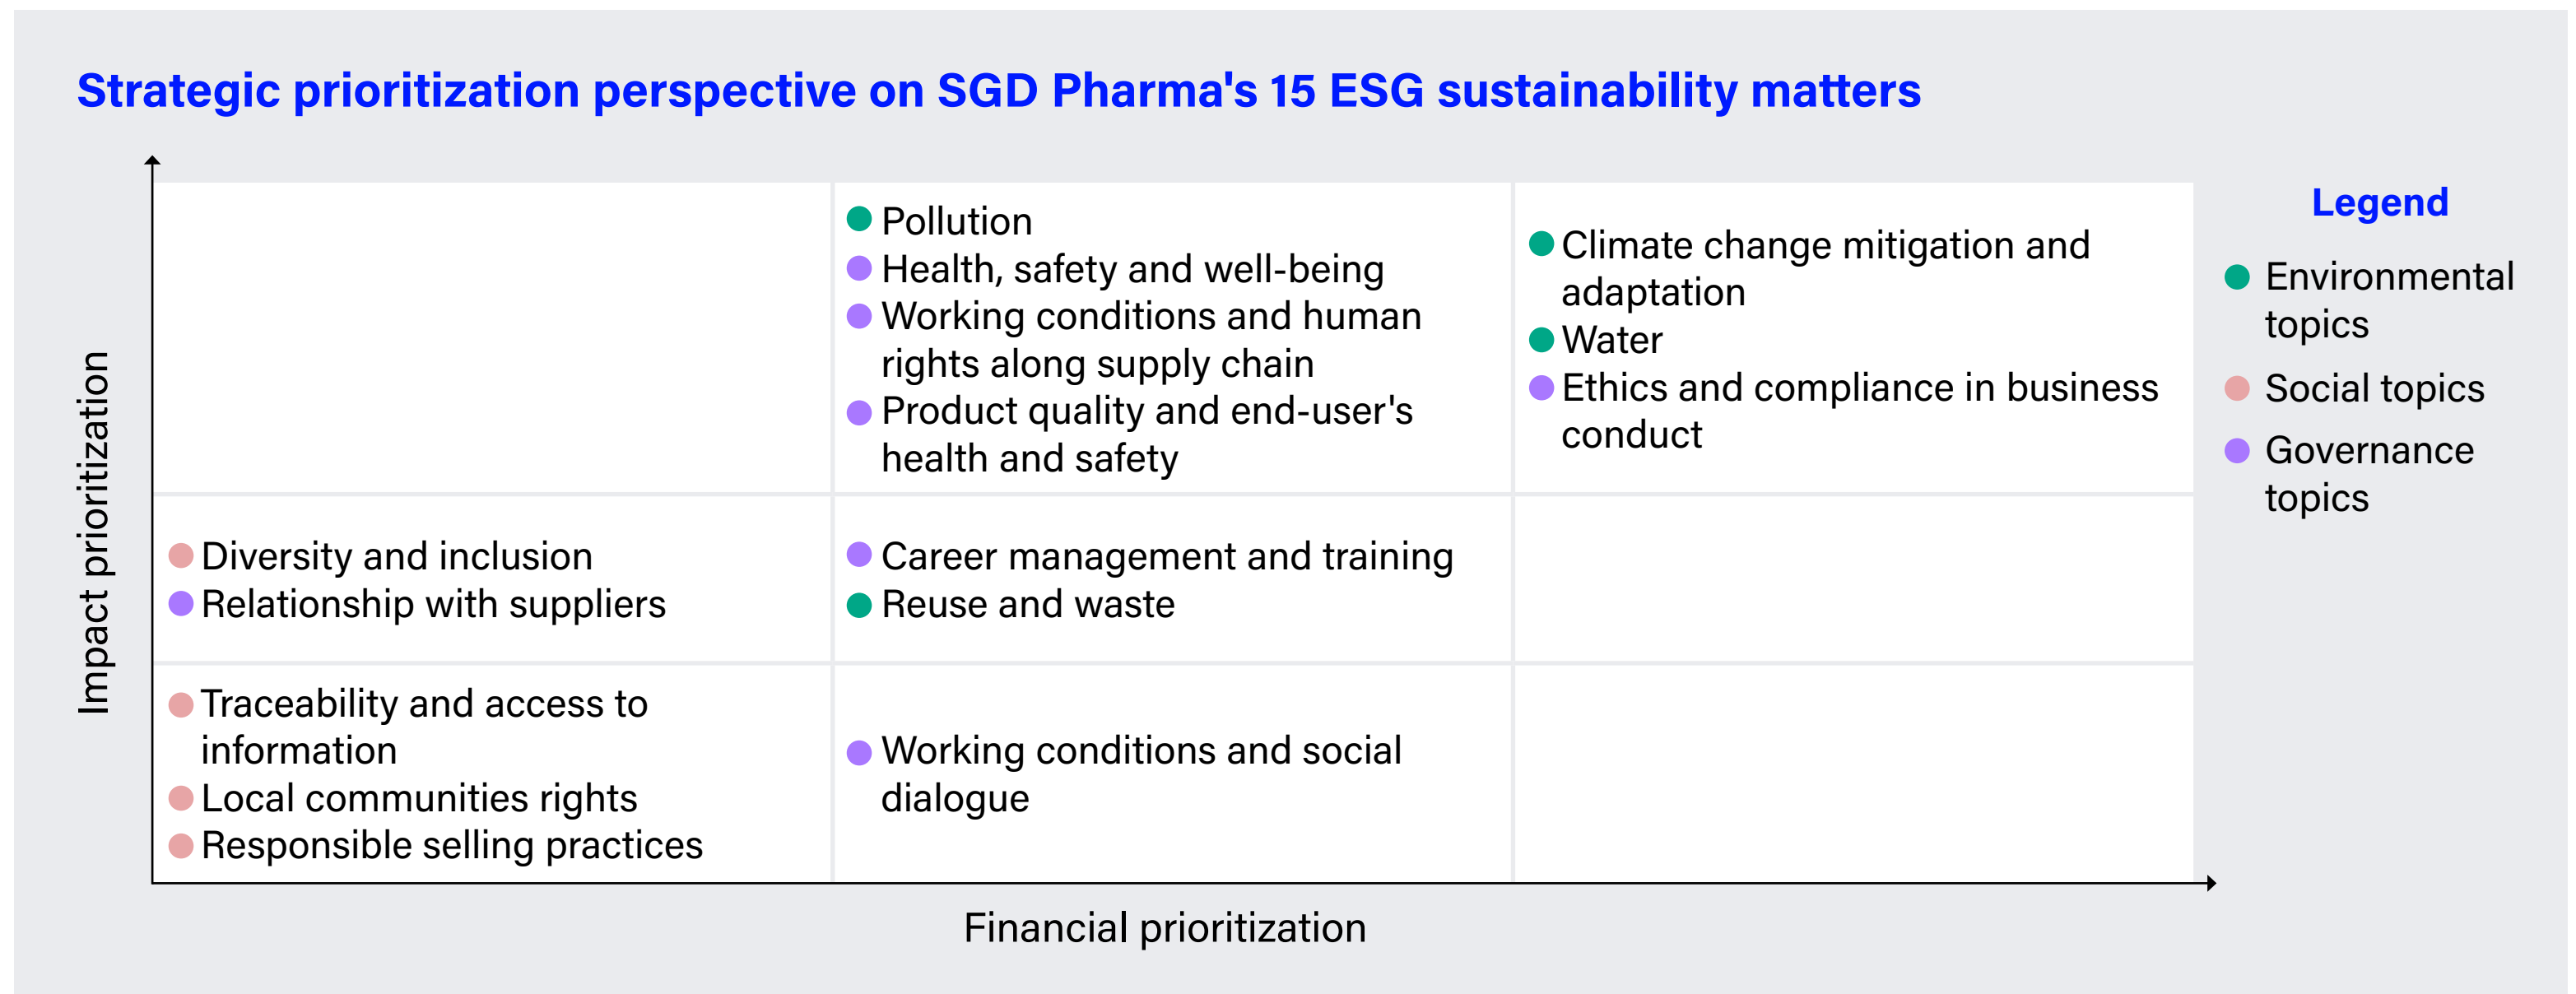 Strategic prioritization perspective on SGD Pharma's 15 ESG sustainability matters
Impact prioritization
Pollution
Health, safety and well-being
Working conditions and human
rights along supply chain
Product quality and end-user's
health and safety
Climate change mitigation and
adaptation
Water
Ethics and compliance in business
conduct
Diversity and inclusion
Relationship with suppliers
Career management and training
Reuse and waste
Traceability and access to
information
Local communities rights
Responsible selling practices
Working conditions and social
dialogue
Financial prioritization
Legend
Environmental
topics
Social topics
Governance
topics